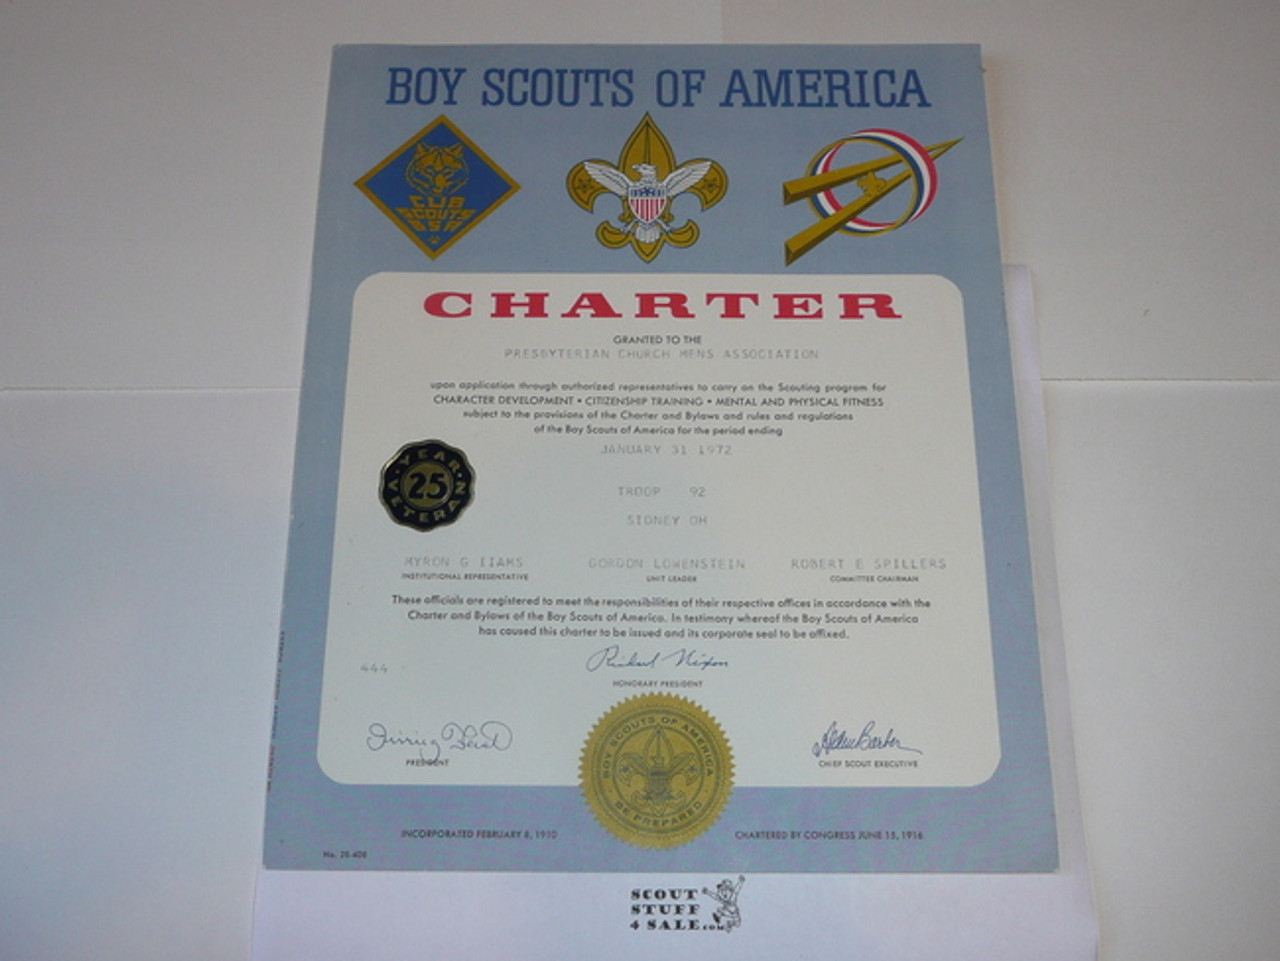 BOY SCOUTS OF AMERICA
CUB
SCOUTS
BSA
CHARTER
GRANTED TO THE
PRESBYTERIAN CHURCH MENS ASSOCIATION
upon application through authorized representatives to carry on the Scouting program for
CHARACTER DEVELOPMENT • CITIZENSHIP TRAINING • MENTAL AND PHYSICAL FITNESS
subject to the provisions of the Charter and Bylaws and rules and regulations
of the Boy Scouts of America for the period ending
JANUARY 31 1972
YEAR
25
VETERAN
TROOP 92
SIDNEY OH
MYRON G IIAMS GORDON LOWENSTEIN ROBERT E SPILLERS
INSTITUTIONAL REPRESENTATIVE UNIT LEADER COMMITTEE CHAIRMAN
These officials are registered to meet the responsibilities of their respective offices in accordance with the
Charter and Bylaws of the Boy Scouts of America. In testimony whereof the Boy Scouts of America
has caused this charter to be issued and its corporate seal to be affixed.
444
Richard Nixon
HONORARY PRESIDENT
Irving Feist
PRESIDENT
BOY SCOUTS OF AMERICA
BE PREPARED
Alden Barber
CHIEF SCOUT EXECUTIVE
INCORPORATED FEBRUARY 8, 1910 CHARTERED BY CONGRESS JUNE 15, 1916
No. 28-408
SCOUT
STUFF
4 SALE.COM